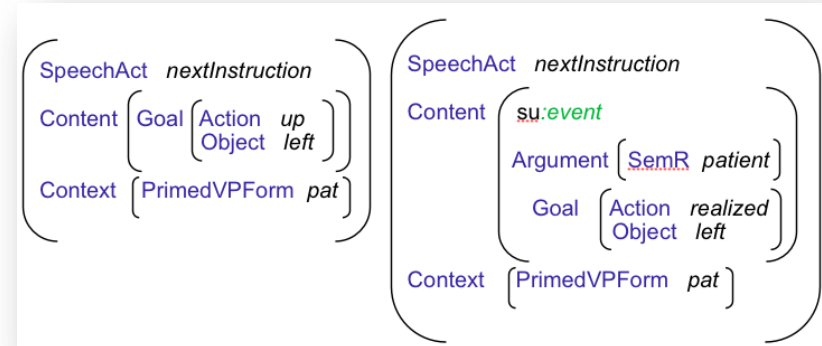 SpeechAct nextInstruction
Content Goal Action up
Object left
Context PrimedVPForm pat
SpeechAct nextInstruction
Content su:event
Argument SemR patient
Goal Action realized
Object left
Context PrimedVPForm pat